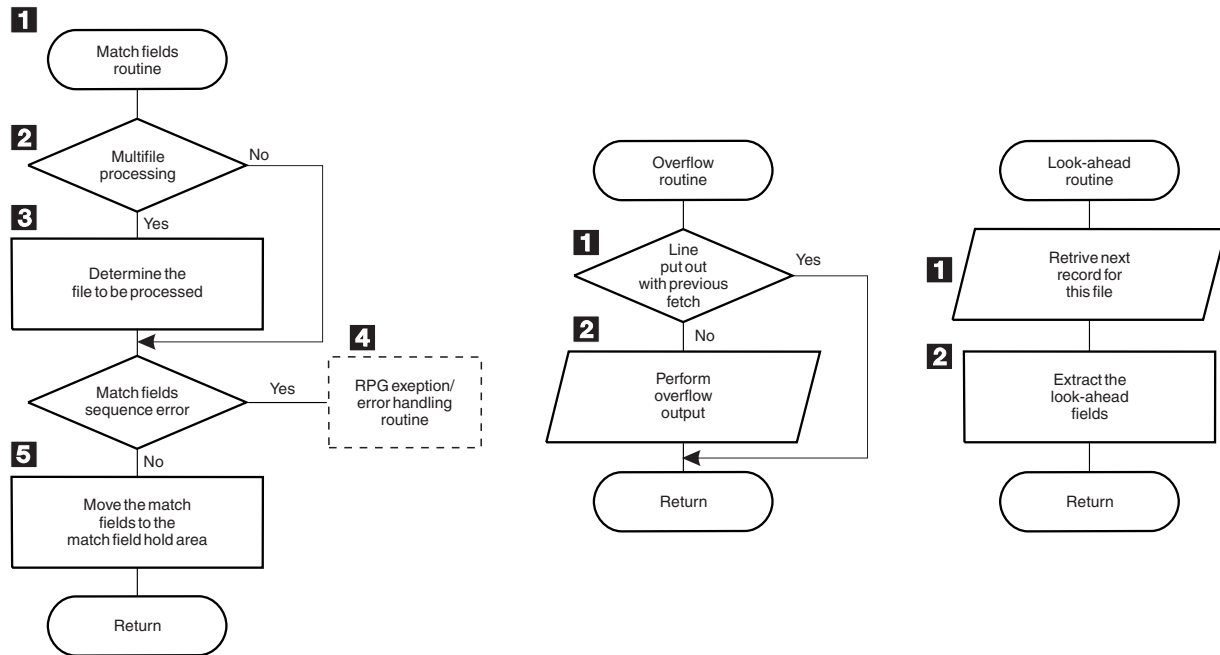 1
Match fields
routine
2
Multifile
processing
No
Yes
3
Determine the
file to be processed
4
Match fields
sequence error
Yes
RPG exeption/
error handling
routine
No
5
Move the match
fields to the
match field hold area
Return
Overflow
routine
1
Line
put out
with previous
fetch
Yes
No
2
Perform
overflow
output
Return
Look-ahead
routine
1
Retrive next
record for
this file
2
Extract the
look-ahead
fields
Return